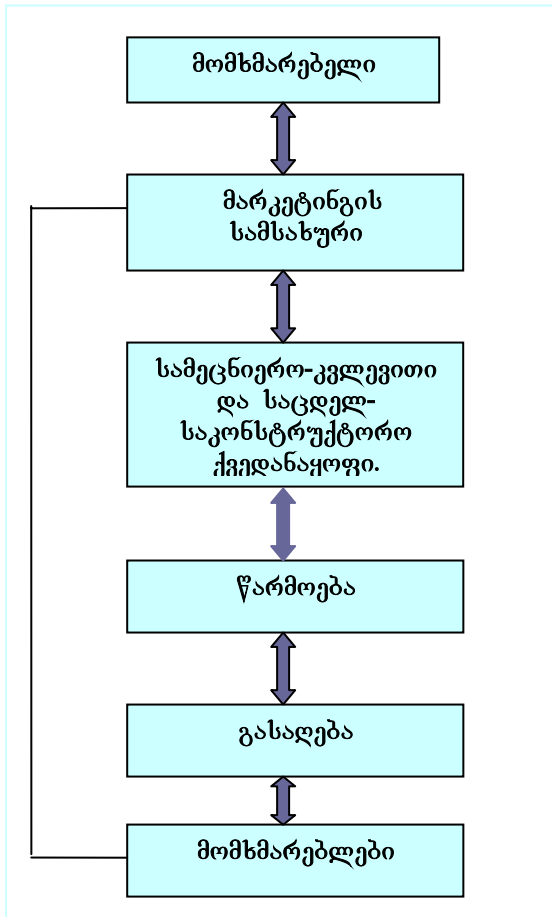 მომხმარებელი
მარკეტინგის
სამსახური
სამეცნიერო-კვლევითი
და საცდელ-
საკონსტრუქტორო
ქვედანაყოფი.
წარმოება
გასაღება
მომხმარებლები